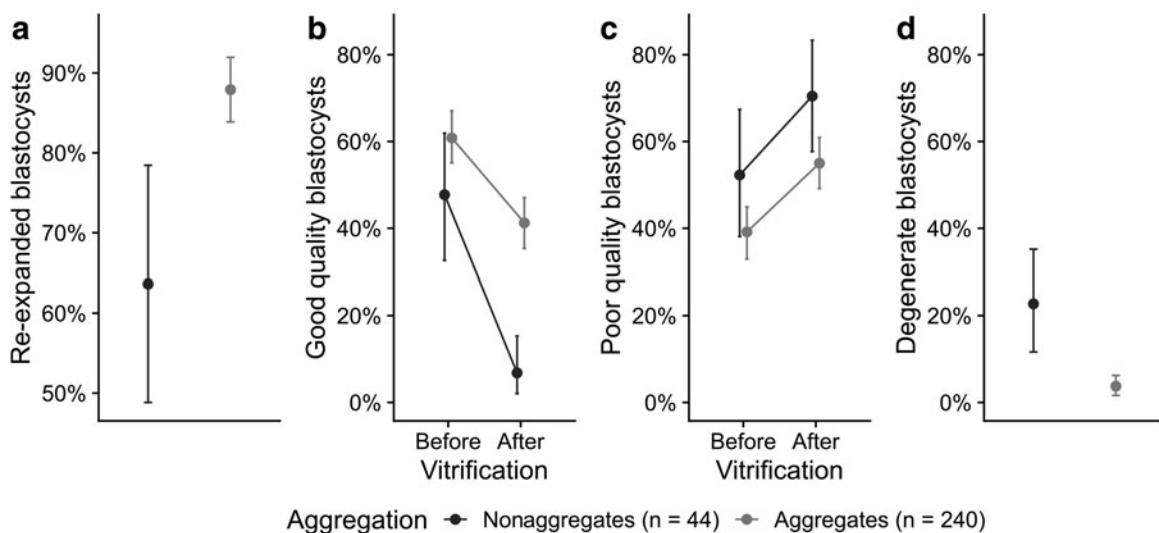 a
Re-expanded blastocysts
90%
80%
70%
60%
50%
b
Good quality blastocysts
80%
60%
40%
20%
0%
Before After
Vitrification
c
Poor quality blastocysts
80%
60%
40%
20%
0%
Before After
Vitrification
d
Degenerate blastocysts
80%
60%
40%
20%
0%
Aggregation Nonaggregates (n = 44) Aggregates (n = 240)